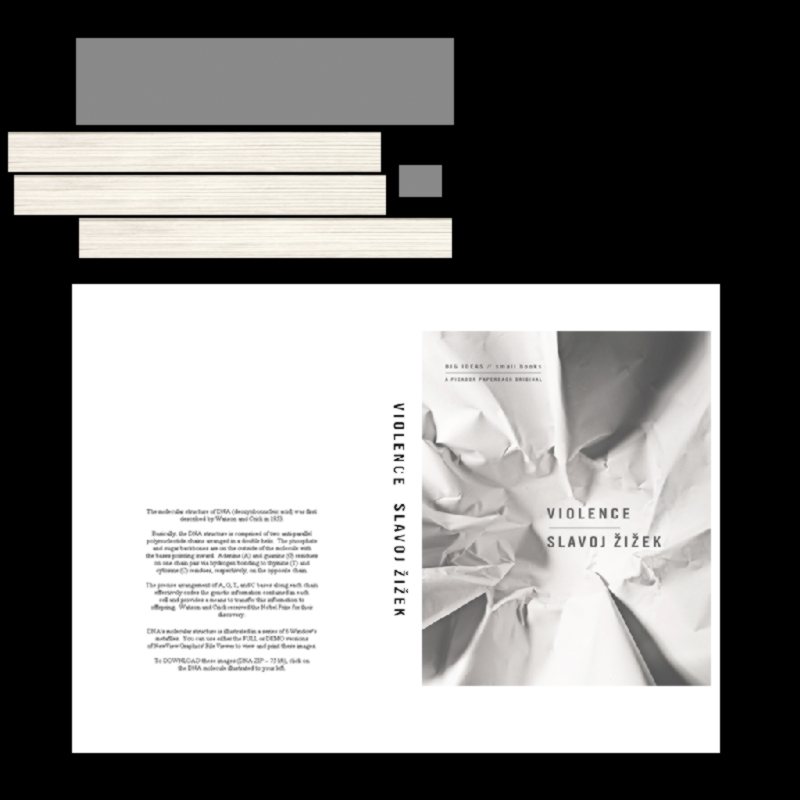 BIG IDEAS // small books
A PICADOR PAPERBACK ORIGINAL
VIOLENCE
SLAVOJ ŽIŽEK
VIOLENCE SLAVOJ ŽIŽEK
The molecular structure of DNA (deoxyribonucleic acid) was first
described by Watson and Crick in 1953.
Basically, the DNA structure is comprised of two antiparallel
polynucleotide chains arranged in a double helix. The phosphate
and sugar backbones are on the outside of the molecule with
the bases pointing inward. Adenine (A) and guanine (G) residues
on one chain pair via hydrogen bonding to thymine (T) and
cytosine (C) residues, respectively, on the opposite chain.
The precise arrangement of A, G, T, and C bases along each chain
effectively codes the genetic information contained in each
cell and provides a means to transfer this information to
offspring. Watson and Crick received the Nobel Prize for their
discovery.
DNA's molecular structure is illustrated in a series of 6 Window's
metafiles. You can use either the FULL or DEMO versions
of NewView Graphics' File Viewer to view and print these images.
To DOWNLOAD these images (DNA.ZIP - click on
the DNA molecule illustrated to your left.